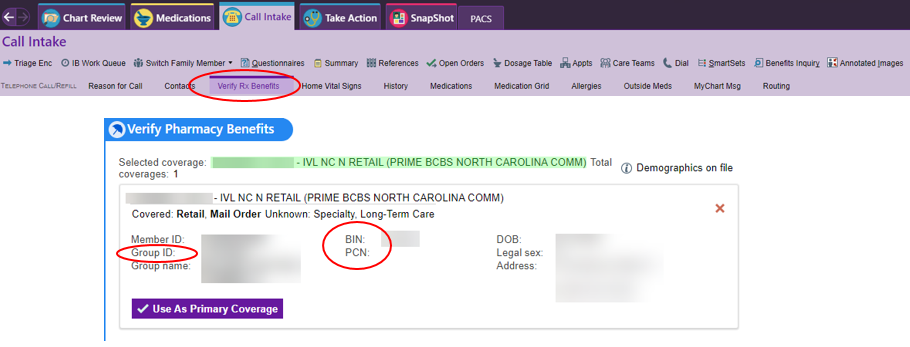 Chart Review Medications Call Intake Take Action SnapShot PACS
Call Intake
Triage Enc IB Work Queue Switch Family Member Questionnaires Summary References Open Orders Dosage Table Appts Care Teams Dial SmartSets Benefits Inquiry Annotated Images
TELEPHONE CALL/REFILL Reason for Call Contacts Verify Rx Benefits Home Vital Signs History Medications Medication Grid Allergies Outside Meds MyChart Msg Routing
Verify Pharmacy Benefits
Selected coverage: - IVL NC N RETAIL (PRIME BCBS NORTH CAROLINA COMM) Total
coverages: 1
Demographics on file
- IVL NC N RETAIL (PRIME BCBS NORTH CAROLINA COMM)
Covered: Retail, Mail Order Unknown: Specialty, Long-Term Care
Member ID: BIN: DOB:
Group ID: PCN: Legal sex:
Group name: Address:
Use As Primary Coverage